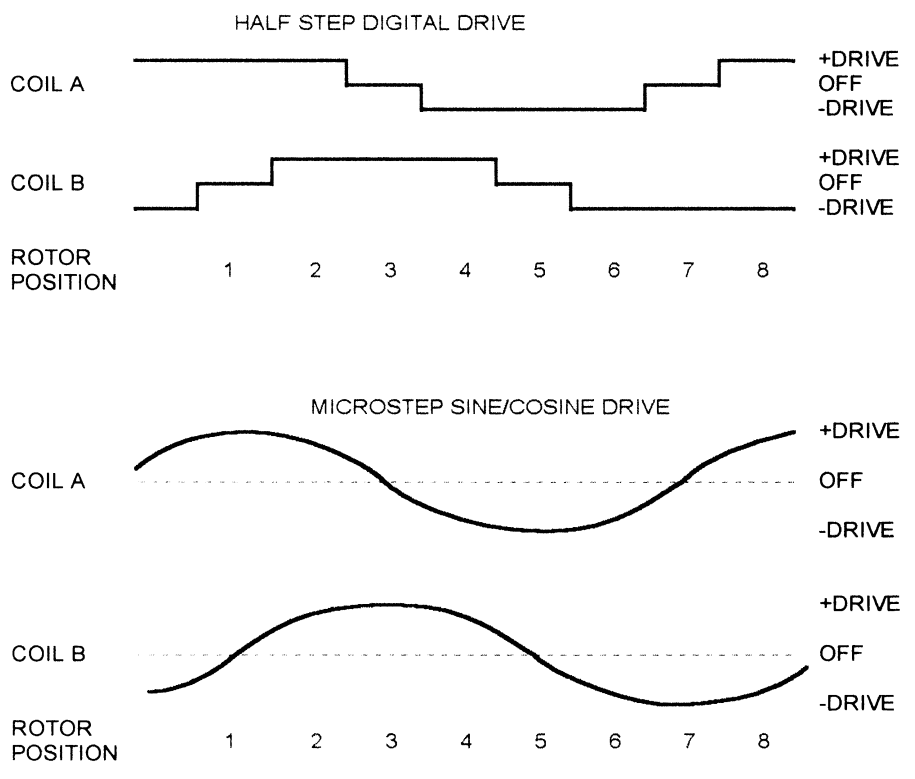 HALF STEP DIGITAL DRIVE
COIL A
+DRIVE
OFF
-DRIVE
COIL B
+DRIVE
OFF
-DRIVE
ROTOR
POSITION
1 2 3 4 5 6 7 8
MICROSTEP SINE/COSINE DRIVE
COIL A
+DRIVE
OFF
-DRIVE
COIL B
+DRIVE
OFF
-DRIVE
ROTOR
POSITION
1 2 3 4 5 6 7 8